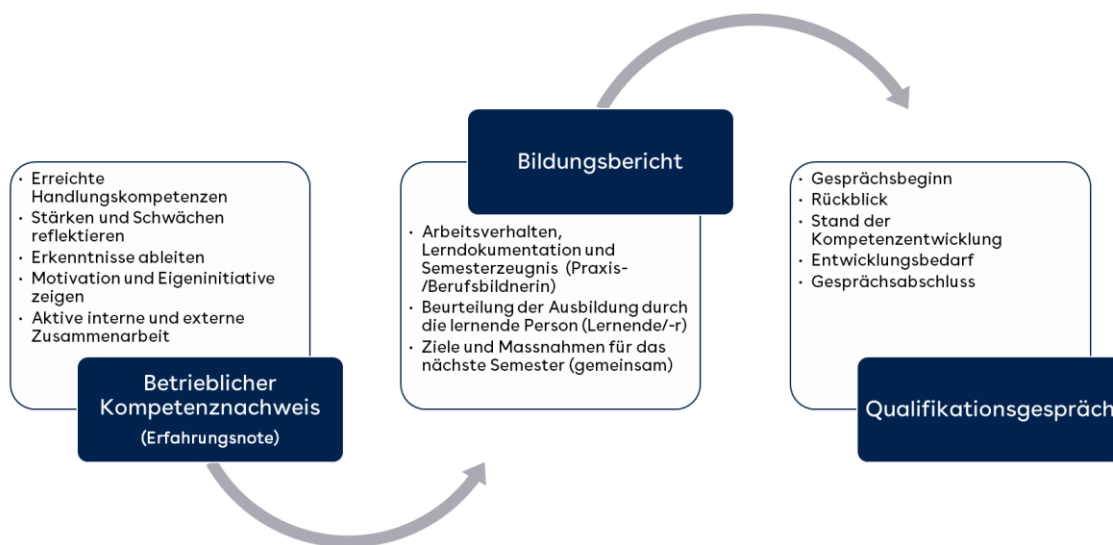 · Erreichte
Handlungskompetenzen
· Stärken und Schwächen
reflektieren
· Erkenntnisse ableiten
· Motivation und Eigeninitiative
zeigen
· Aktive interne und externe
Zusammenarbeit
Betrieblicher
Kompetenznachweis
(Erfahrungsnote)
Bildungsbericht
· Arbeitsverhalten,
Lerndokumentation und
Semesterzeugnis (Praxis-
/Berufsbildnerin)
· Beurteilung der Ausbildung durch
die lernende Person (Lernende/-r)
· Ziele und Massnahmen für das
nächste Semester (gemeinsam)
· Gesprächsbeginn
· Rückblick
· Stand der
Kompetenzentwicklung
· Entwicklungsbedarf
· Gesprächsabschluss
Qualifikationsgespräch